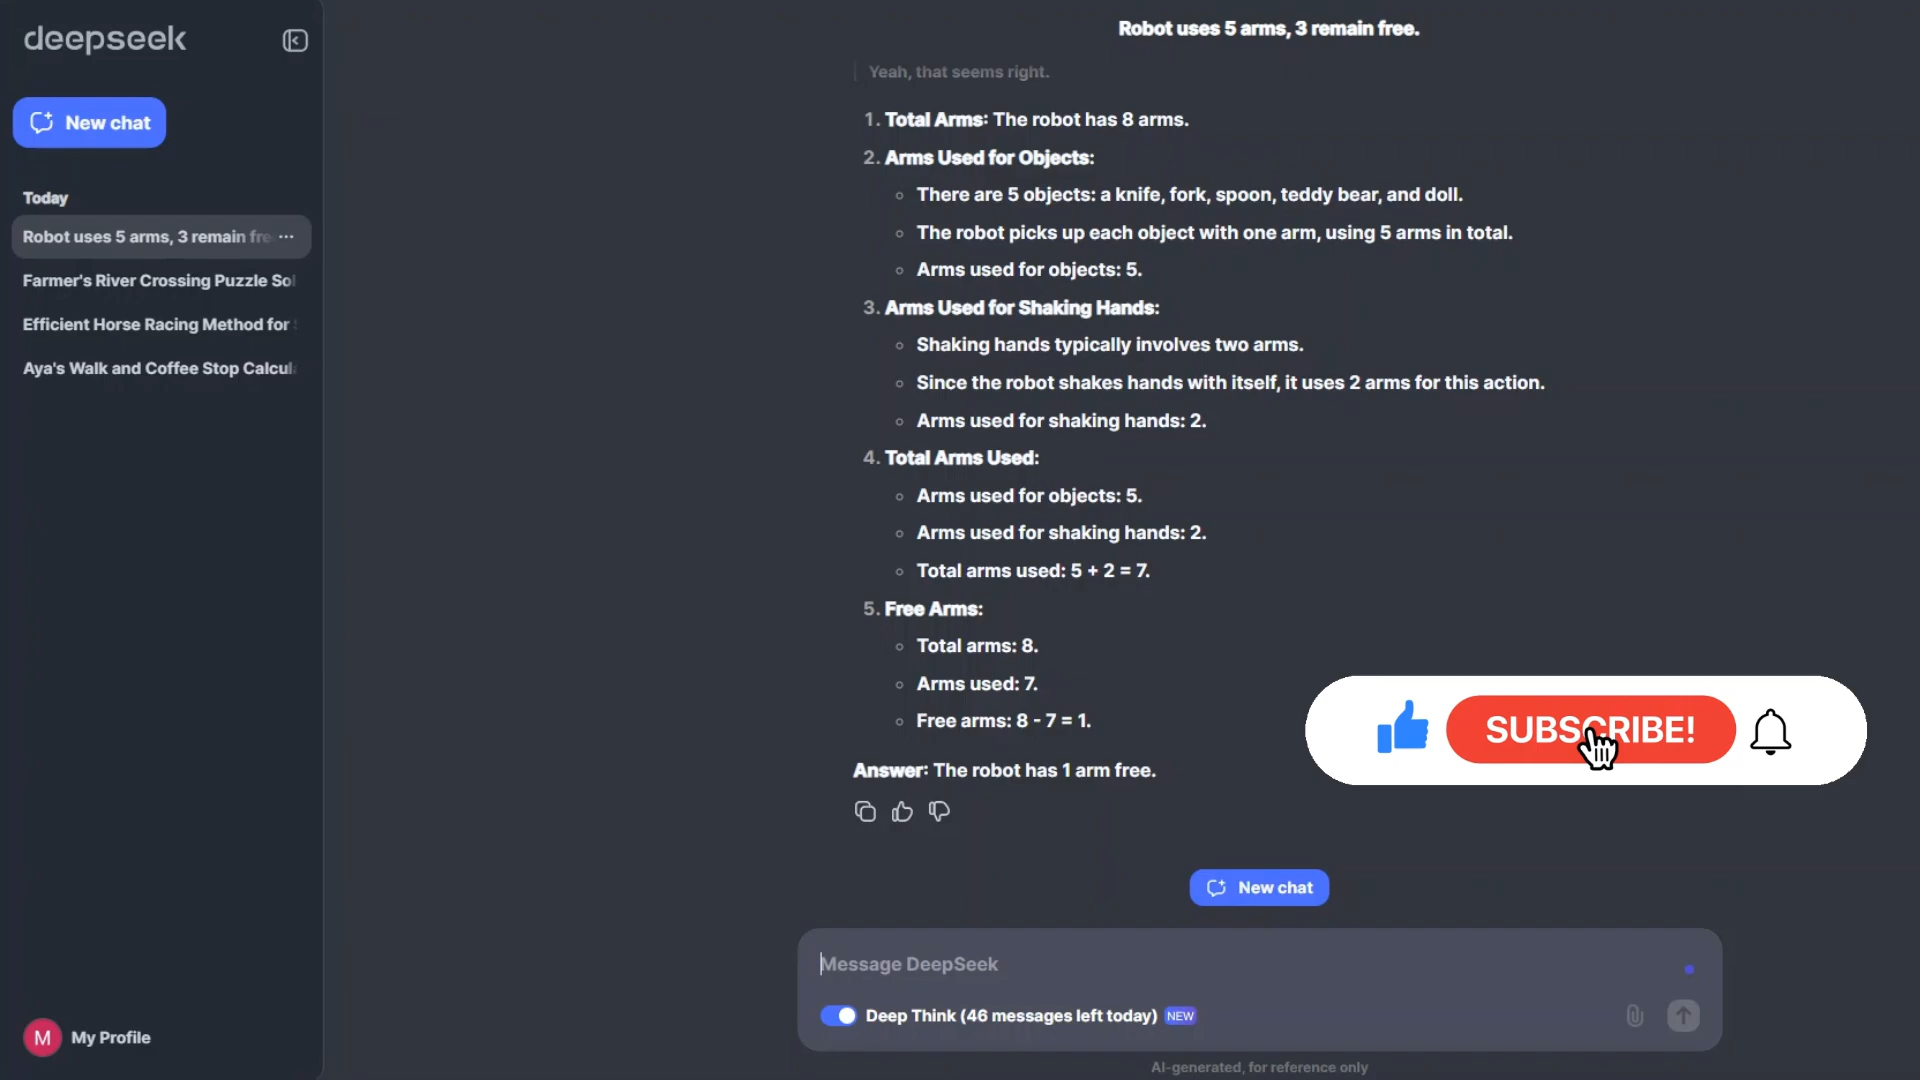 deepseek
New chat
Today
Robot uses 5 arms, 3 remain fre
Farmer's River Crossing Puzzle Sol
Efficient Horse Racing Method for
Aya's Walk and Coffee Stop Calcul
M My Profile
Robot uses 5 arms, 3 remain free.
Yeah, that seems right.
1. Total Arms: The robot has 8 arms.
2. Arms Used for Objects:
There are 5 objects: a knife, fork, spoon, teddy bear, and doll.
The robot picks up each object with one arm, using 5 arms in total.
Arms used for objects: 5.
3. Arms Used for Shaking Hands:
Shaking hands typically involves two arms.
Since the robot shakes hands with itself, it uses 2 arms for this action.
Arms used for shaking hands: 2.
4. Total Arms Used:
Arms used for objects: 5.
Arms used for shaking hands: 2.
Total arms used: 5 + 2 = 7.
5. Free Arms:
Total arms: 8.
Arms used: 7.
Free arms: 8 - 7 = 1.
Answer: The robot has 1 arm free.
SUBSCRIBE!
New chat
Message DeepSeek
Deep Think (46 messages left today) NEW
AI-generated, for reference only